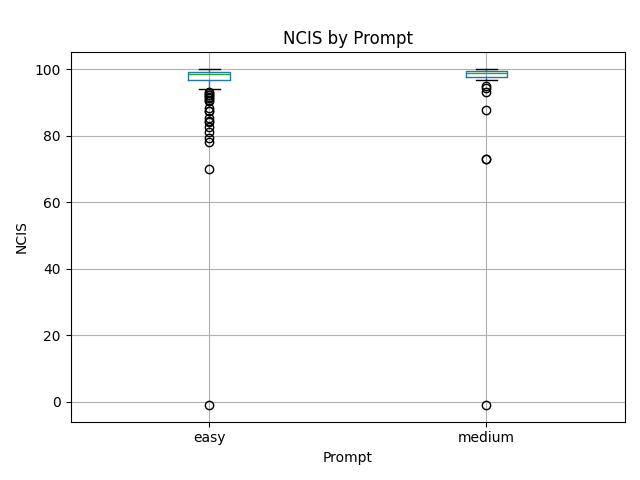 NCIS by Prompt
100
80
60
40
20
0
NCIS
easy
medium
Prompt